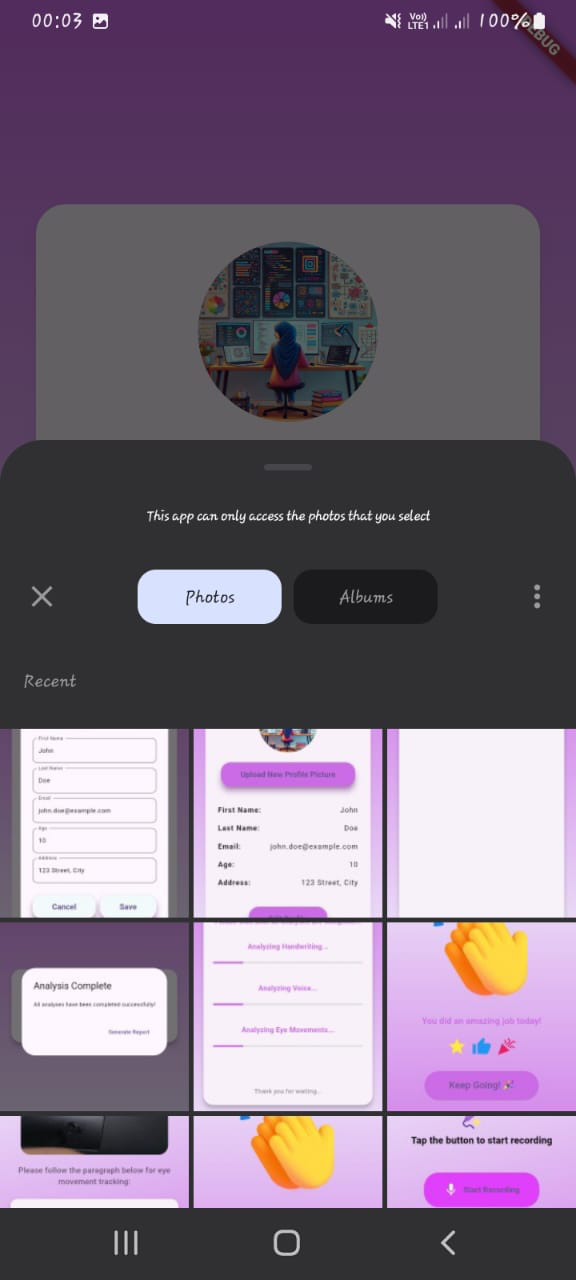 00:03
Vo)
LTE1
100%
DEBUG
This app can only access the photos that you select
Photos
Albums
Recent
First Name
John
Last Name
Doe
Email
john.doe@example.com
Age
10
Address
123 Street, City
Cancel
Save
Upload New Profile Picture
First Name: John
Last Name: Doe
Email: john.doe@example.com
Age: 10
Address: 123 Street, City
Analysis Complete
All analyses have been completed successfully!
Generate Report
Analyzing Handwriting...
Analyzing Voice...
Analyzing Eye Movements...
Thank you for waiting...
You did an amazing job today!
Keep Going!
Please follow the paragraph below for eye
movement tracking:
Tap the button to start recording
Start Recording